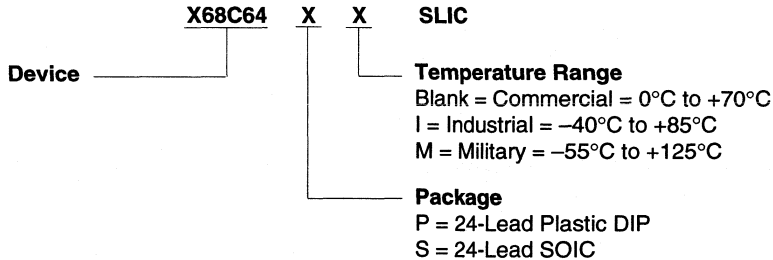 X68C64 X X SLIC
Device
Temperature Range
Blank = Commercial = 0°C to +70°C
I = Industrial = –40°C to +85°C
M = Military = –55°C to +125°C
Package
P = 24-Lead Plastic DIP
S = 24-Lead SOIC